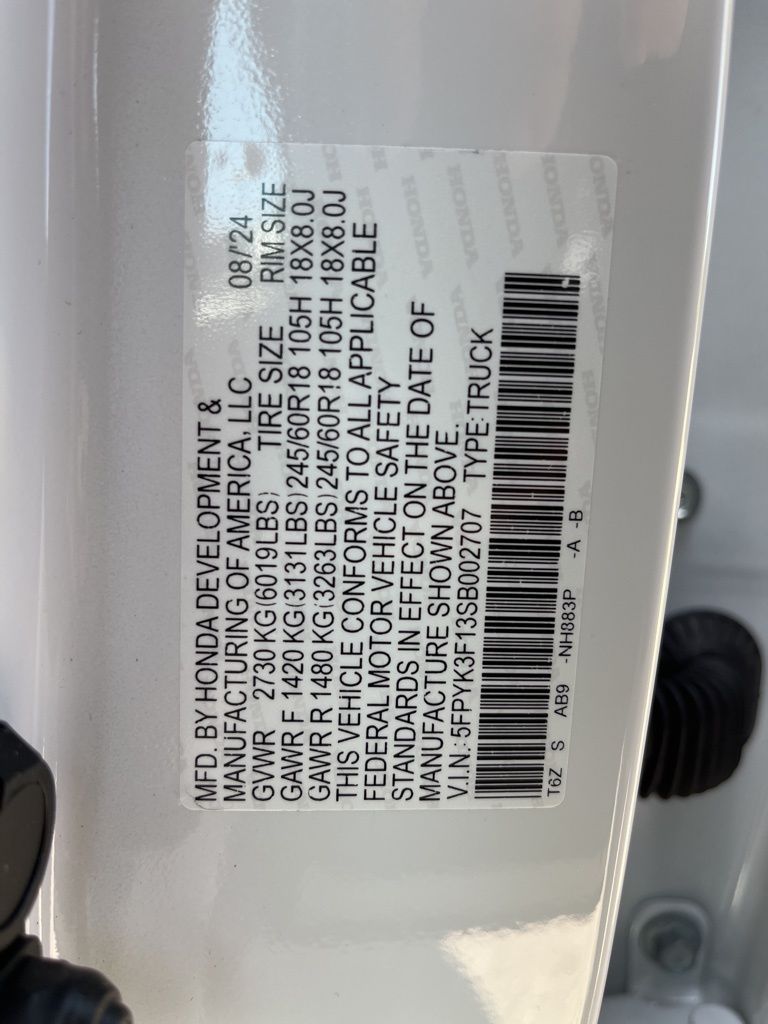 MFD. BY HONDA DEVELOPMENT &
MANUFACTURING OF AMERICA, LLC 08/'24
GVWR 2730 KG(6019LBS) TIRE SIZE RIM SIZE
GAWR F 1420 KG(3131LBS) 245/60R18 105H 18X8.0J
GAWR R 1480 KG(3263LBS) 245/60R18 105H 18X8.0J
THIS VEHICLE CONFORMS TO ALL APPLICABLE
FEDERAL MOTOR VEHICLE SAFETY
STANDARDS IN EFFECT ON THE DATE OF
MANUFACTURE SHOWN ABOVE.
V.I.N.: 5FPYK3F13SB002707 TYPE: TRUCK
T6Z S AB9 -NH883P -A -B